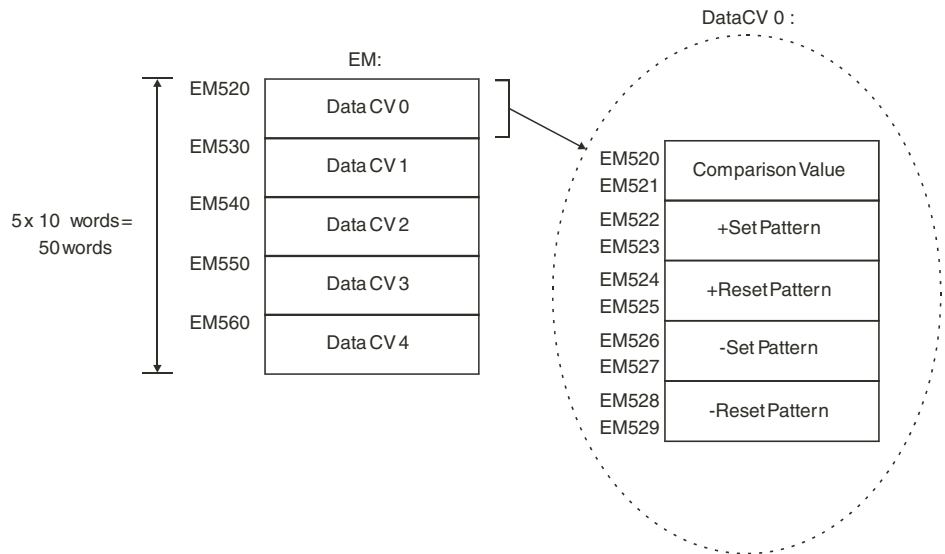 DataCV 0 :
EM:
EM520
Data CV 0
EM530
Data CV 1
EM540
Data CV 2
EM550
Data CV 3
EM560
Data CV 4
5 x 10 words=
50 words
EM520
EM521
Comparison Value
EM522
EM523
+Set Pattern
EM524
EM525
+Reset Pattern
EM526
EM527
-Set Pattern
EM528
EM529
-Reset Pattern